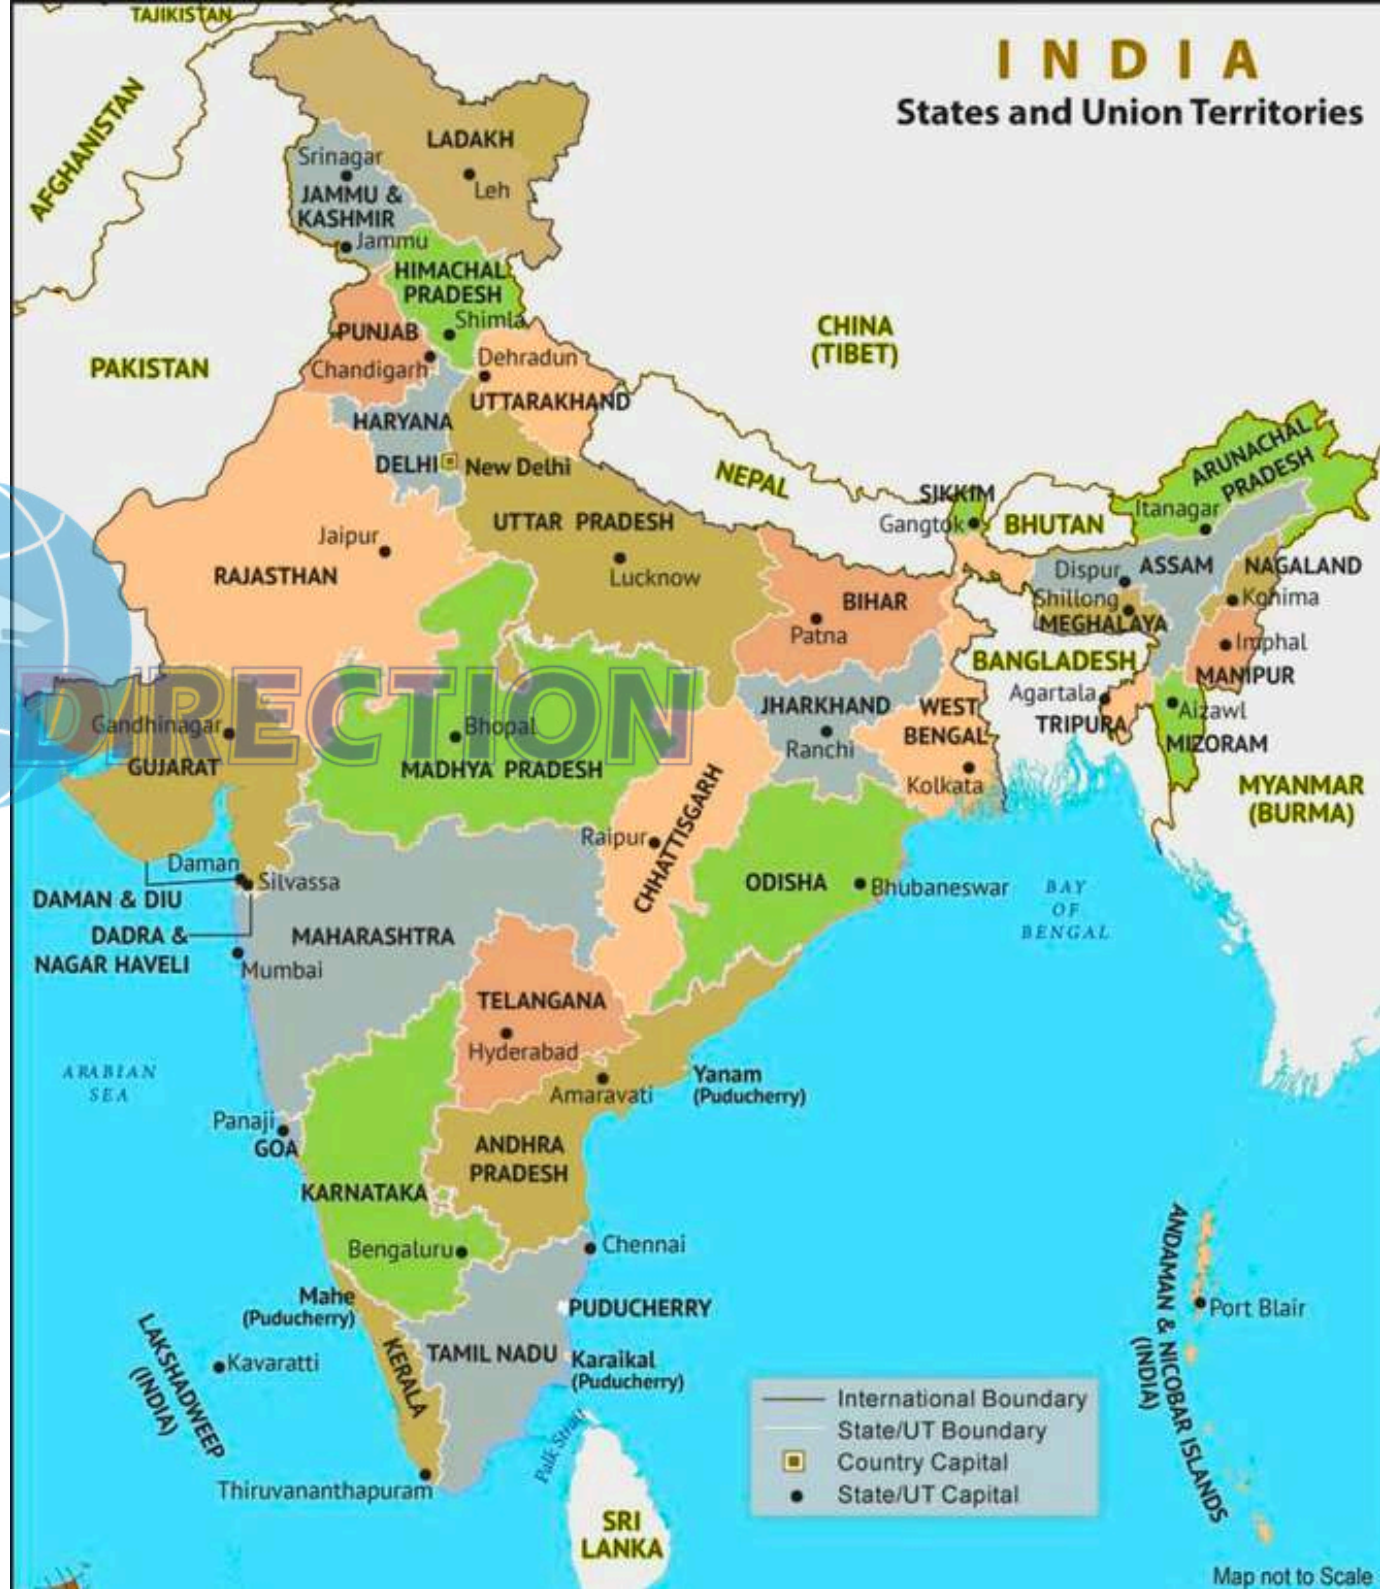 TAJIKISTAN
INDIA
States and Union Territories
AFGHANISTAN
LADAKH
Srinagar
Leh
JAMMU &
KASHMIR
Jammu
HIMACHAL
PRADESH
Shimla
CHINA
(TIBET)
PAKISTAN
PUNJAB
Chandigarh
Dehradun
UTTARAKHAND
HARYANA
DELHI
New Delhi
NEPAL
SIKKIM
Gangtok
BHUTAN
ARUNACHAL
PRADESH
Itanagar
UTTAR PRADESH
Lucknow
Jaipur
RAJASTHAN
BIHAR
Patna
Dispur
ASSAM
NAGALAND
Kohima
Shillong
MEGHALAYA
Imphal
MANIPUR
BANGLADESH
Agartala
TRIPURA
Aizawl
MIZORAM
MYANMAR
(BURMA)
DIRECTION
Gandhinagar
GUJARAT
Bhopal
MADHYA PRADESH
JHARKHAND
Ranchi
WEST
BENGAL
Kolkata
CHHATTISGARH
Raipur
ODISHA
Bhubaneswar
BAY
OF
BENGAL
Daman
Silvassa
DAMAN & DIU
DADRA &
NAGAR HAVELI
MAHARASHTRA
Mumbai
TELANGANA
Hyderabad
Amaravati
Yanam
(Puducherry)
ARABIAN
SEA
Panaji
GOA
ANDHRA
PRADESH
KARNATAKA
Bengaluru
Chennai
Mahe
(Puducherry)
PUDUCHERRY
LAKSHADWEEP
(INDIA)
Kavaratti
KERALA
TAMIL NADU
Karaikal
(Puducherry)
Palk Strait
Thiruvananthapuram
SRI
LANKA
ANDAMAN & NICOBAR ISLANDS
(INDIA)
Port Blair
International Boundary
State/UT Boundary
Country Capital
State/UT Capital
Map not to Scale